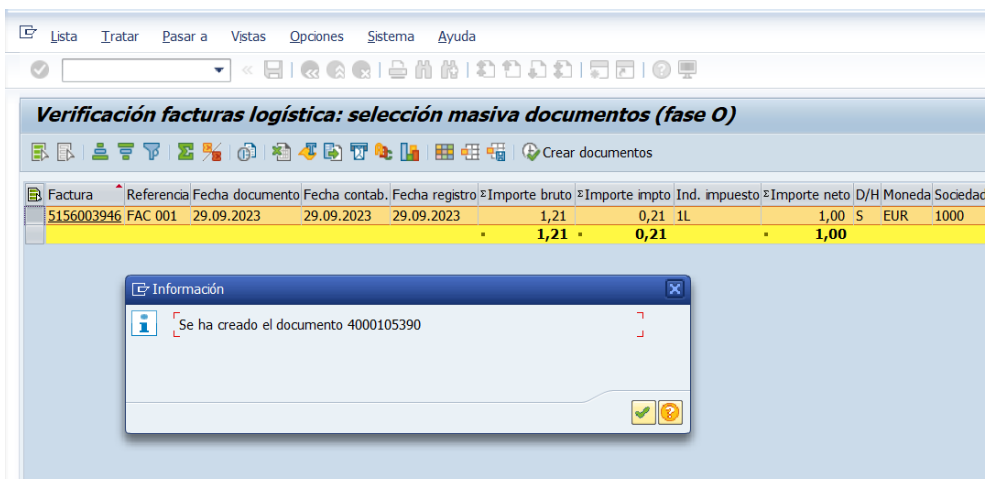 Lista Tratar Pasar a Vistas Opciones Sistema Ayuda
Verificación facturas logística: selección masiva documentos (fase O)
Crear documentos
Factura Referencia Fecha documento Fecha contab. Fecha registro ΣImporte bruto ΣImporte impto Ind. impuesto ΣImporte neto D/H Moneda Sociedad
5156003946 FAC 001 29.09.2023 29.09.2023 29.09.2023 1,21 0,21 1L 1,00 S EUR 1000
1,21 0,21 1,00
Información
Se ha creado el documento 4000105390